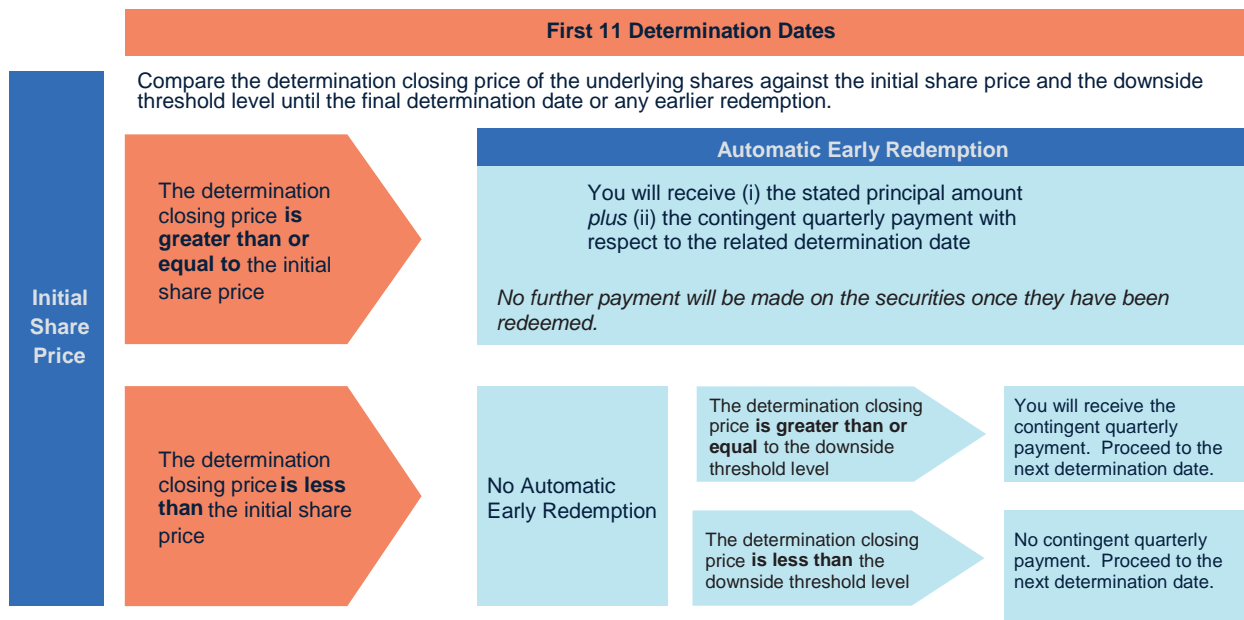 First 11 Determination Dates
Compare the determination closing price of the underlying shares against the initial share price and the downside
threshold level until the final determination date or any earlier redemption.
Initial
Share
Price
The determination
closing price is
greater than or
equal to the initial
share price
Automatic Early Redemption
You will receive (i) the stated principal amount
plus (ii) the contingent quarterly payment with
respect to the related determination date
No further payment will be made on the securities once they have been
redeemed.
The determination
closing price is less
than the initial share
price
No Automatic
Early Redemption
The determination closing
price is greater than or
equal to the downside
threshold level
You will receive the
contingent quarterly
payment.  Proceed to the
next determination date.
The determination closing
price is less than the
downside threshold level
No contingent quarterly
payment.  Proceed to the
next determination date.